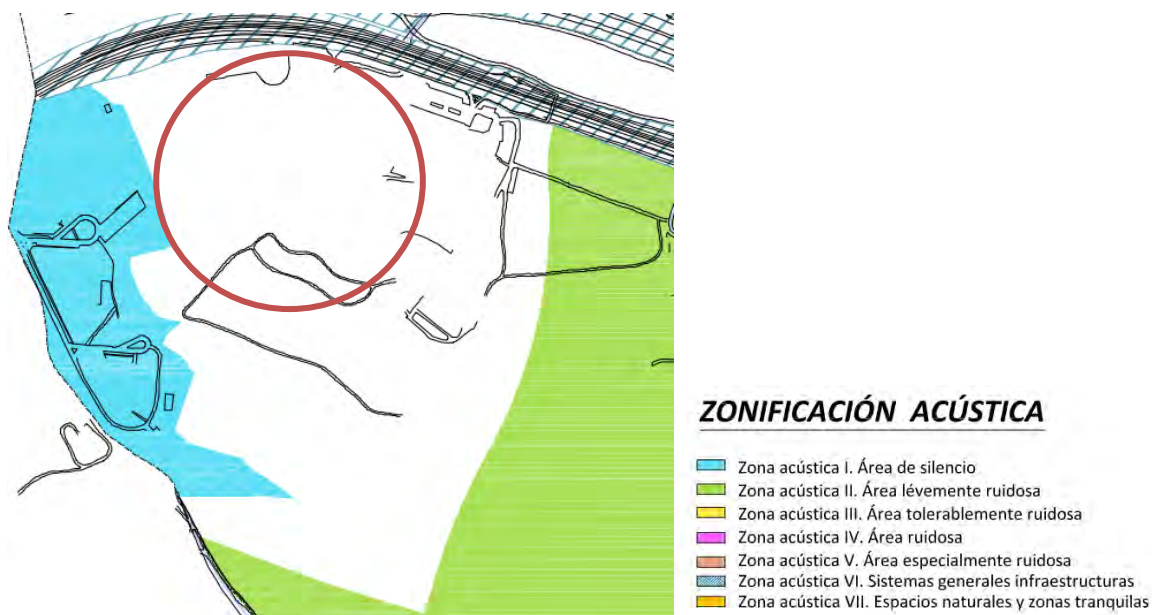 ZONIFICACIÓN ACÚSTICA
Zona acústica I. Área de silencio
Zona acústica II. Área lévemente ruidosa
Zona acústica III. Área tolerablemente ruidosa
Zona acústica IV. Área ruidosa
Zona acústica V. Área especialmente ruidosa
Zona acústica VI. Sistemas generales infraestructuras
Zona acústica VII. Espacios naturales y zonas tranquilas